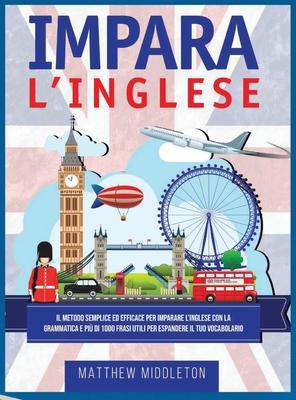 IMPARA
L'INGLESE
IL METODO SEMPLICE ED EFFICACE PER IMPARARE L'INGLESE CON LA
GRAMMATICA E PIÙ DI 1000 FRASI UTILI PER ESPANDERE IL TUO VOCABOLARIO
MATTHEW MIDDLETON